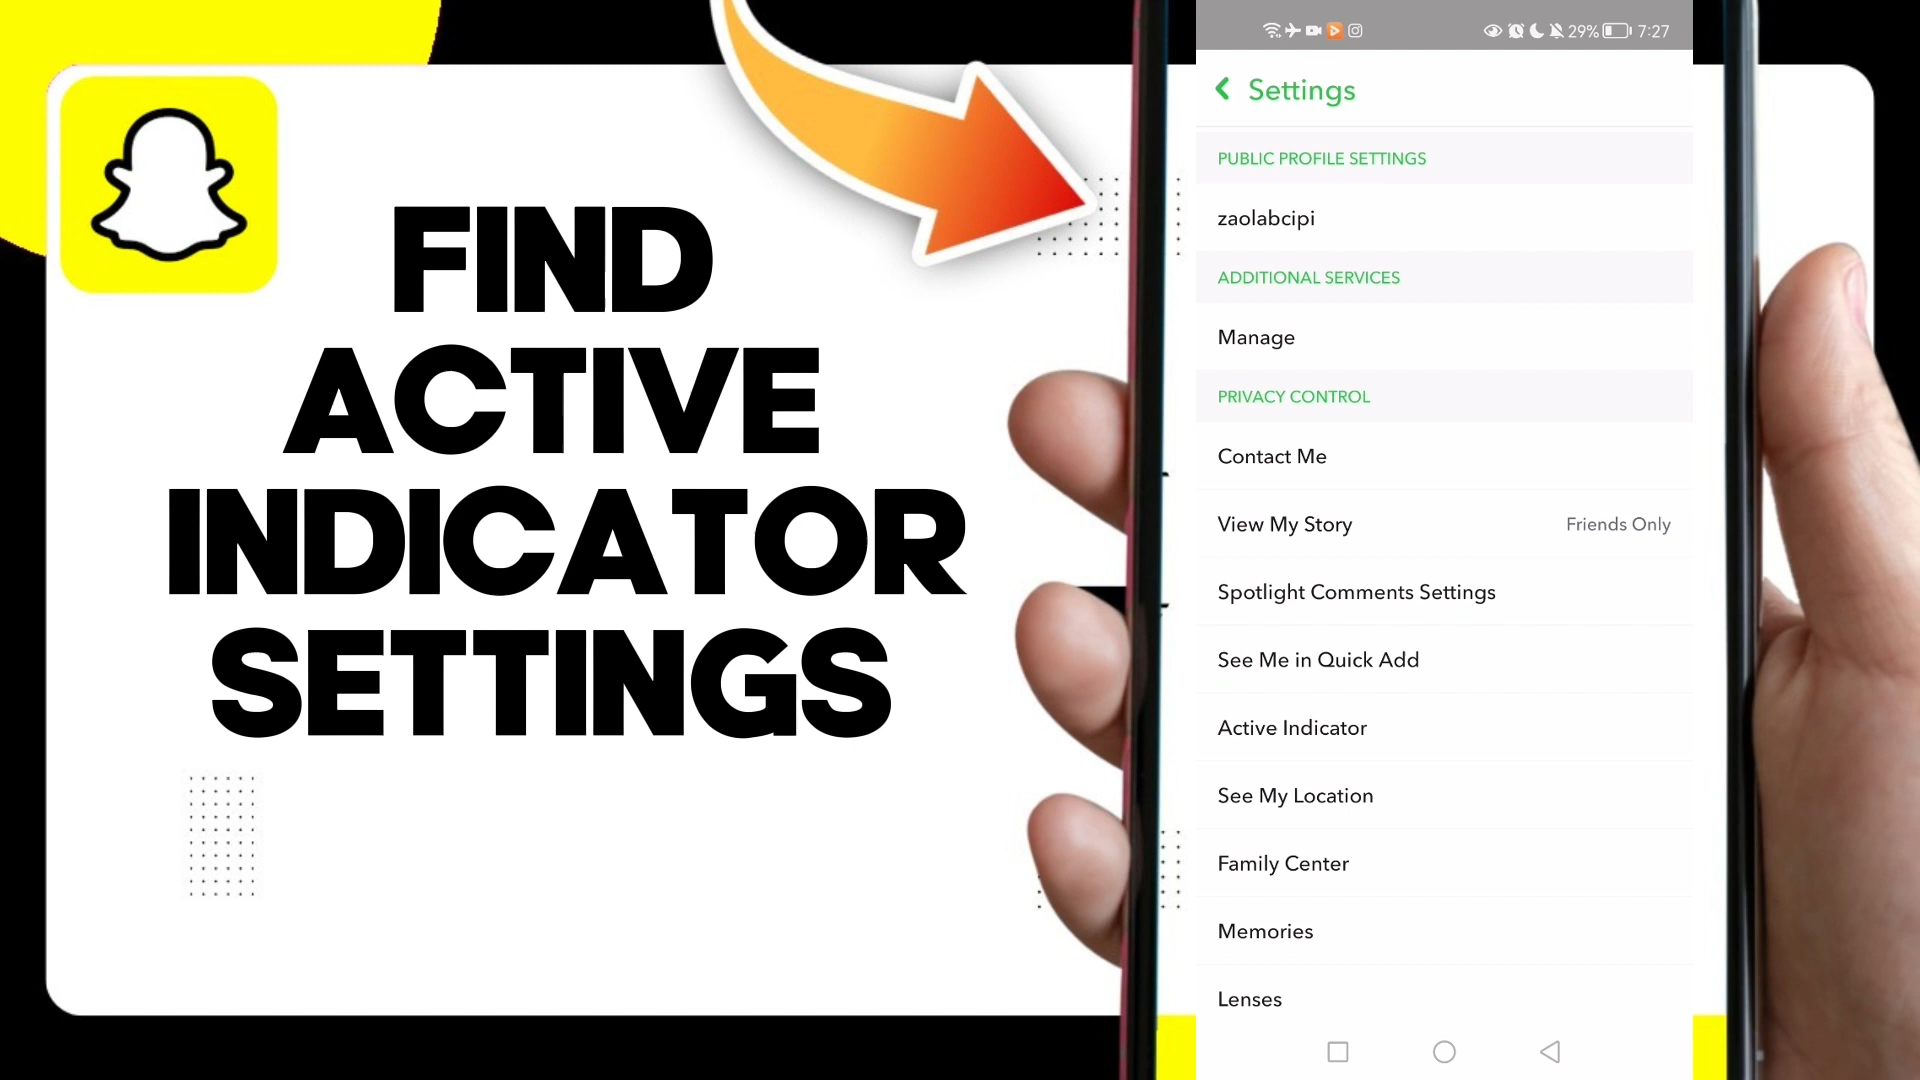 FIND
ACTIVE
INDICATOR
SETTINGS
29% 7:27
Settings
PUBLIC PROFILE SETTINGS
zaolabcipi
ADDITIONAL SERVICES
Manage
PRIVACY CONTROL
Contact Me
View My Story Friends Only
Spotlight Comments Settings
See Me in Quick Add
Active Indicator
See My Location
Family Center
Memories
Lenses